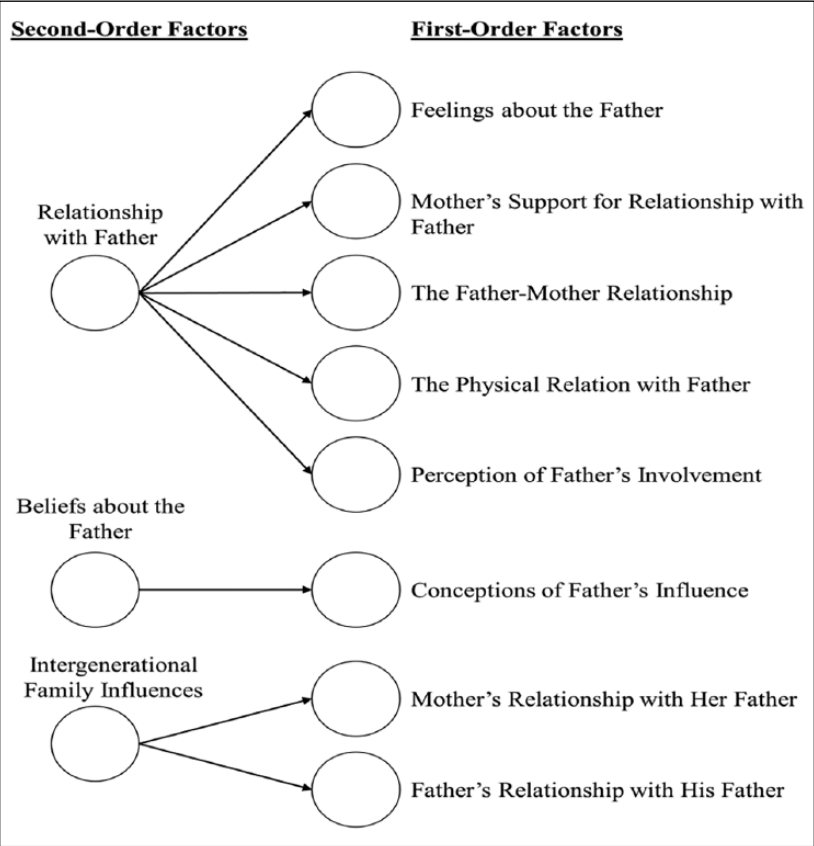 Second-Order Factors
First-Order Factors
Feelings about the Father
Mother's Support for Relationship with
Father
Relationship
with Father
The Father-Mother Relationship
The Physical Relation with Father
Perception of Father's Involvement
Beliefs about the
Father
Conceptions of Father's Influence
Intergenerational
Family Influences
Mother's Relationship with Her Father
Father's Relationship with His Father